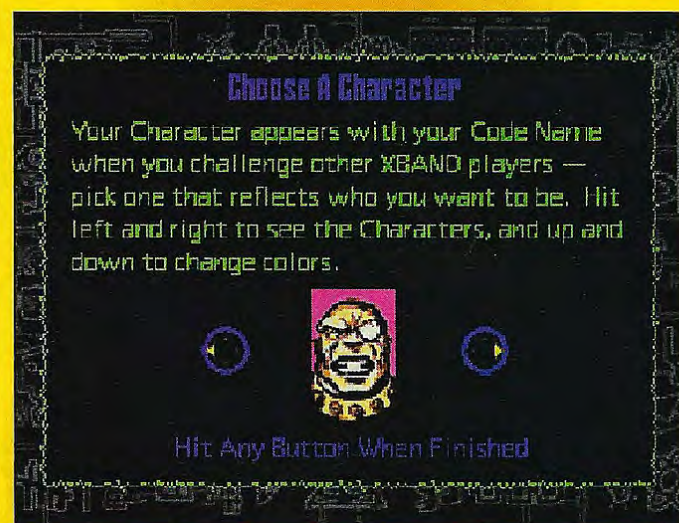 Choose A Character
Your Character appears with your Code Name
when you challenge other XBAND players —
pick one that reflects who you want to be. Hit
left and right to see the Characters, and up and
down to change colors.
Hit Any Button When Finished